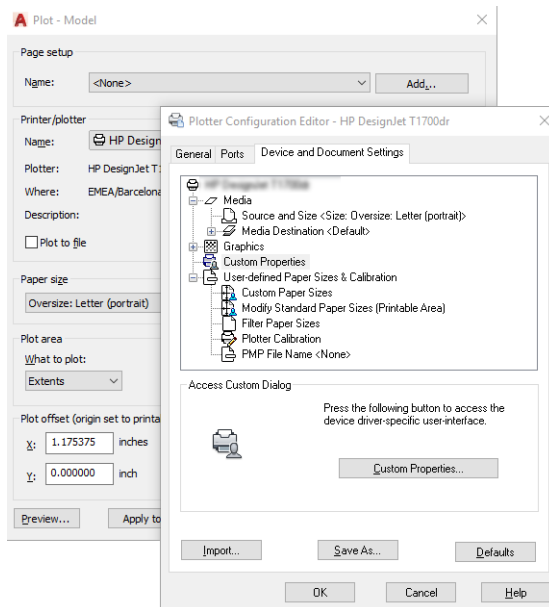 Plot - Model
Page setup
Name:
<None>
Add...
Printer/plotter
Name:
HP Design
Plotter:
HP DesignJet T1
Where:
EMEA/Barcelona
Description:
Plot to file
Paper size
Oversize: Letter (portrait)
Plot area
What to plot:
Extents
Plot offset (origin set to printa
X:
1.175375
inches
Y:
0.000000
inch
Preview...
Apply to
Plotter Configuration Editor - HP DesignJet T1700dr
General
Ports
Device and Document Settings
Media
Source and Size <Size: Oversize: Letter (portrait)>
Media Destination <Default>
Graphics
Custom Properties
User-defined Paper Sizes & Calibration
Custom Paper Sizes
Modify Standard Paper Sizes (Printable Area)
Filter Paper Sizes
Plotter Calibration
PMP File Name <None>
Access Custom Dialog
Press the following button to access the
device driver-specific user-interface.
Custom Properties...
Import...
Save As...
Defaults
OK
Cancel
Help